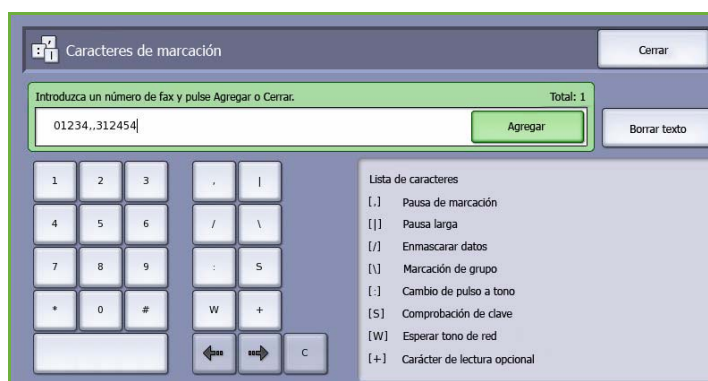 Caracteres de marcación
Cerrar
Introduzca un número de fax y pulse Agregar o Cerrar.
Total: 1
01234,,312454
Agregar
Borrar texto
1 2 3 , |
4 5 6 / \
7 8 9 : S
* 0 # W +
C
Lista de caracteres
[,] Pausa de marcación
[|] Pausa larga
[/] Enmascarar datos
[\] Marcación de grupo
[:] Cambio de pulso a tono
[S] Comprobación de clave
[W] Esperar tono de red
[+] Carácter de lectura opcional